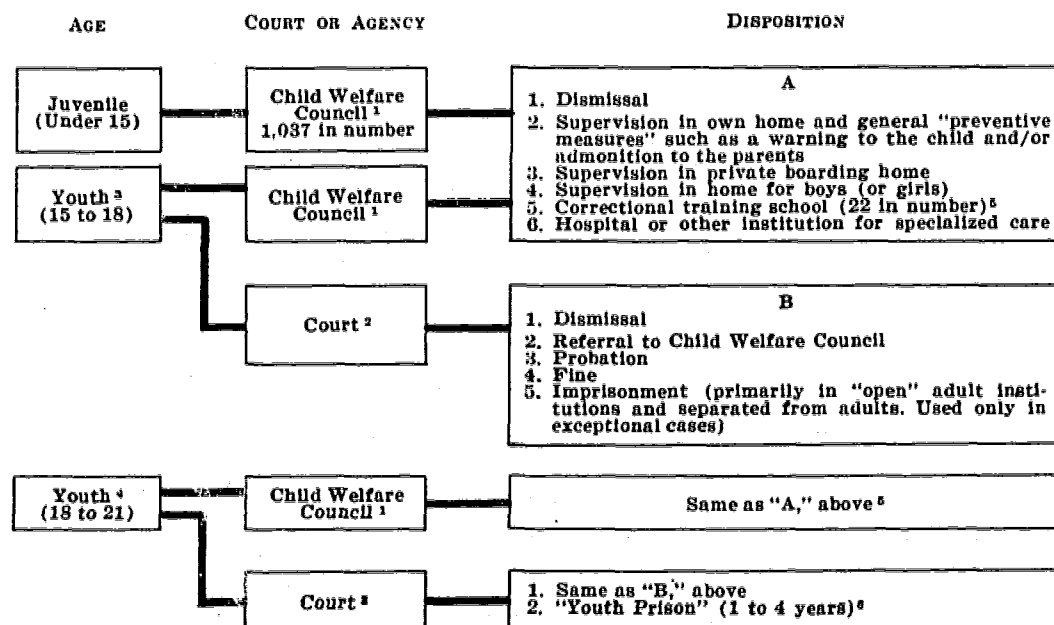 AGE COURT OR AGENCY DISPOSITION
Juvenile
(Under 15)
Child Welfare
Council ¹
1,037 in number
A
1. Dismissal
2. Supervision in own home and general "preventive
measures" such as a warning to the child and/or
admonition to the parents
3. Supervision in private boarding home
4. Supervision in home for boys (or girls)
5. Correctional training school (22 in number) ⁵
6. Hospital or other institution for specialized care
Youth ³
(15 to 18)
Child Welfare
Council ¹
Court ²
B
1. Dismissal
2. Referral to Child Welfare Council
3. Probation
4. Fine
5. Imprisonment (primarily in "open" adult insti-
tutions and separated from adults. Used only in
exceptional cases)
Youth ⁴
(18 to 21)
Child Welfare
Council ¹
Same as "A," above ⁵
Court ²
1. Same as "B," above
2. "Youth Prison" (1 to 4 years) ⁶